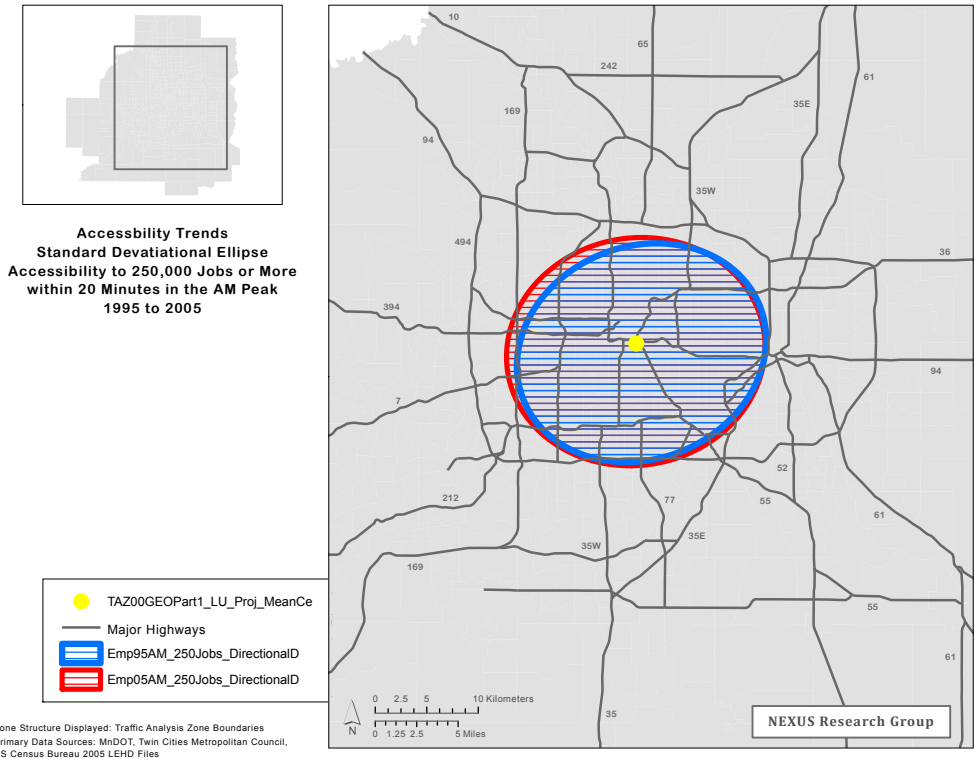 Accessbility Trends
Standard Devatational Ellipse
Accessibility to 250,000 Jobs or More
within 20 Minutes in the AM Peak
1995 to 2005
TAZ00GEOPart1_LU_Proj_MeanCe
Major Highways
Emp95AM_250Jobs_DirectionalD
Emp05AM_250Jobs_DirectionalD
one Structure Displayed: Traffic Analysis Zone Boundaries
rimary Data Sources: MnDOT, Twin Cities Metropolitan Council,
S Census Bureau 2005 LEHD Files
10
65
242
61
35E
169
94
35W
494
36
394
94
7
52
212
77
55
61
35W
35E
169
55
61
35
N
0 2.5 5 10 Kilometers
0 1.25 2.5 5 Miles
NEXUS Research Group